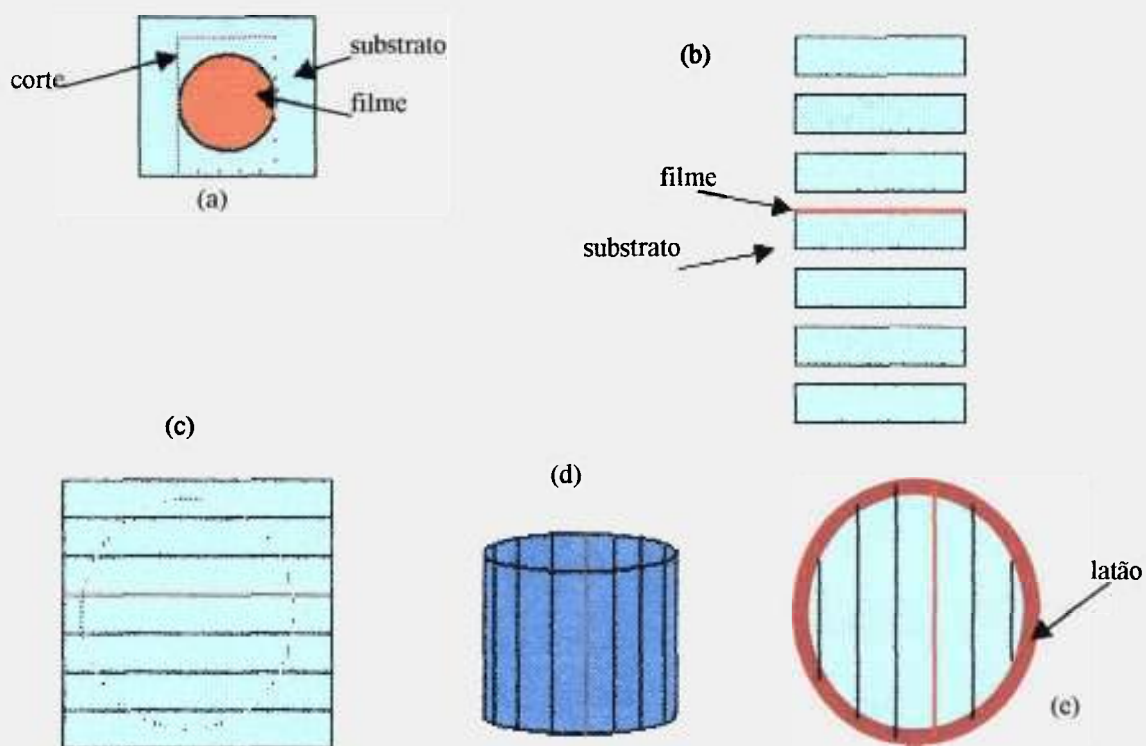 corte
substrato
filme
(a)
(b)
filme
substrato
(c)
(d)
latão
(e)